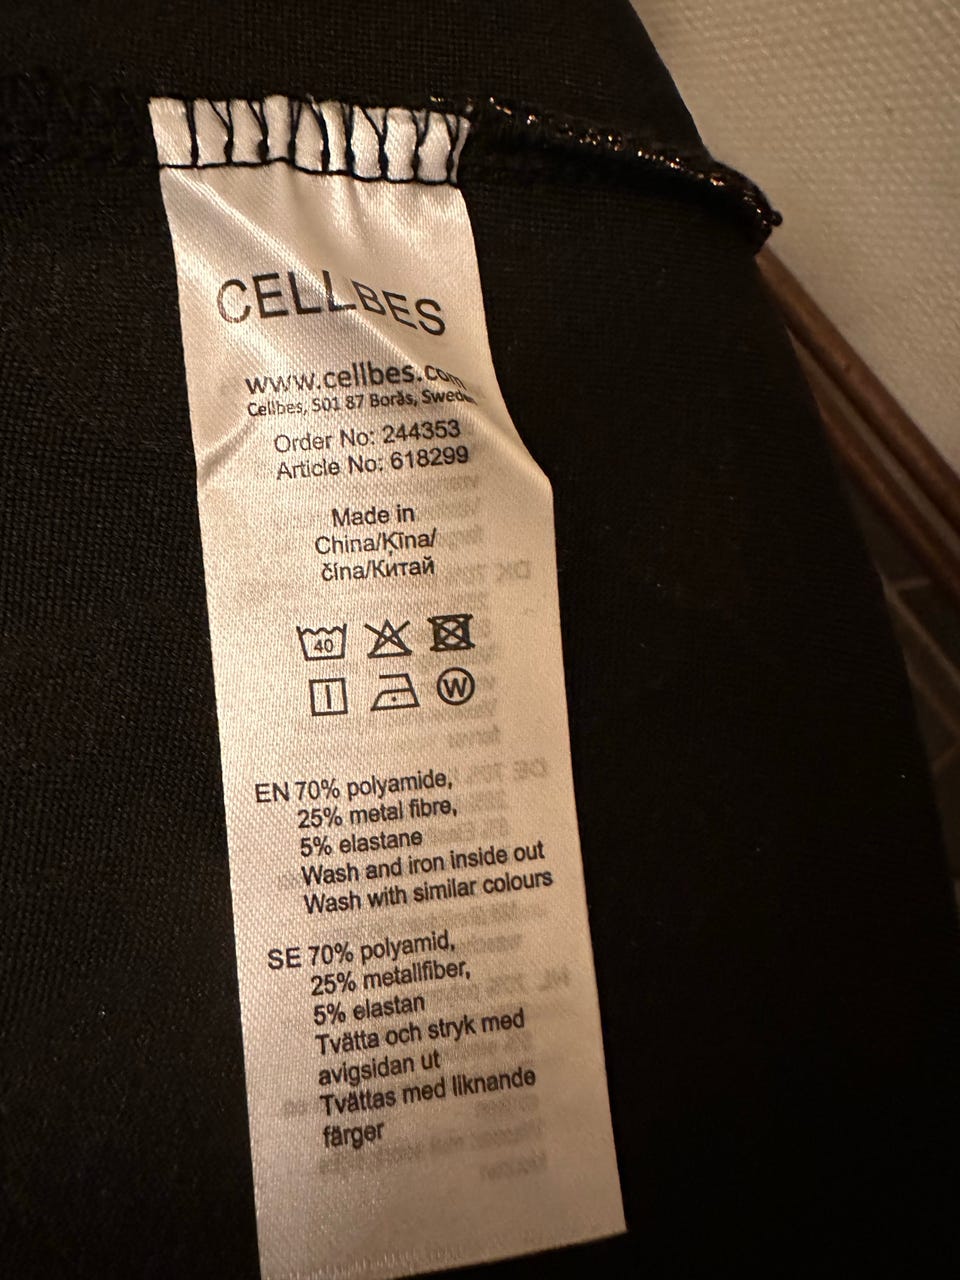 CELLBES
www.cellbes.com
Cellbes, 501 87 Borås, Sweden
Order No: 244353
Article No: 618299
Made in
China/Ķīna/
čína/Китай
40
W
EN 70% polyamide,
25% metal fibre,
5% elastane
Wash and iron inside out
Wash with similar colours
SE 70% polyamid,
25% metallfiber,
5% elastan
Tvätta och stryk med
avigsidan ut
Tvättas med liknande
färger